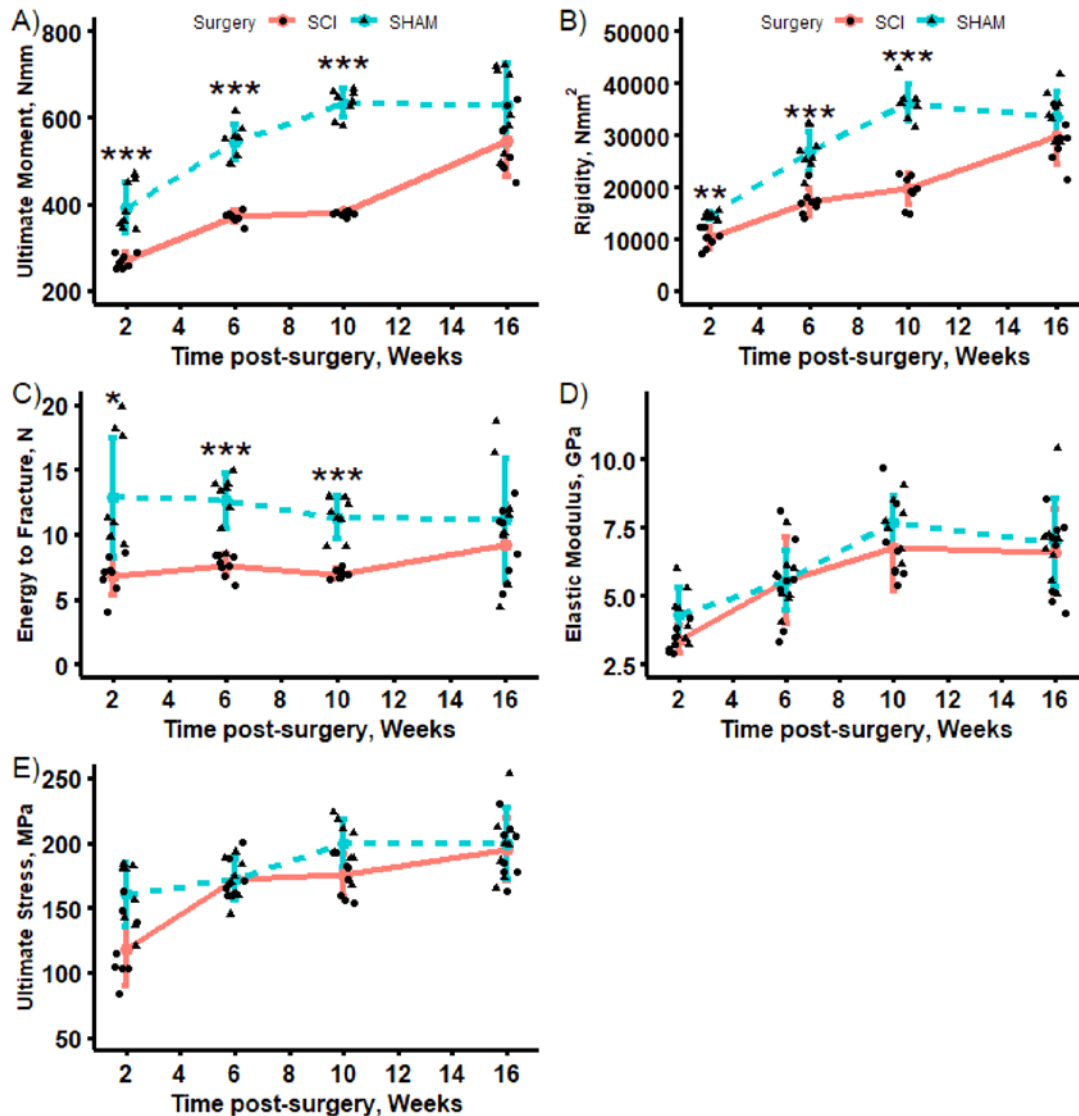 A) Surgery SCI SHAM
800
600
400
200
Ultimate Moment, Nmm
***
***
***
2 4 6 8 10 12 14 16
Time post-surgery, Weeks
B) Surgery SCI SHAM
50000
40000
30000
20000
10000
0
Rigidity, Nmm²
**
***
***
2 4 6 8 10 12 14 16
Time post-surgery, Weeks
C)
20
15
10
5
0
Energy to Fracture, N
*
***
***
2 4 6 8 10 12 14 16
Time post-surgery, Weeks
D)
10.0
7.5
5.0
2.5
Elastic Modulus, GPa
2 4 6 8 10 12 14 16
Time post-surgery, Weeks
E)
250
200
150
100
50
Ultimate Stress, MPa
2 4 6 8 10 12 14 16
Time post-surgery, Weeks